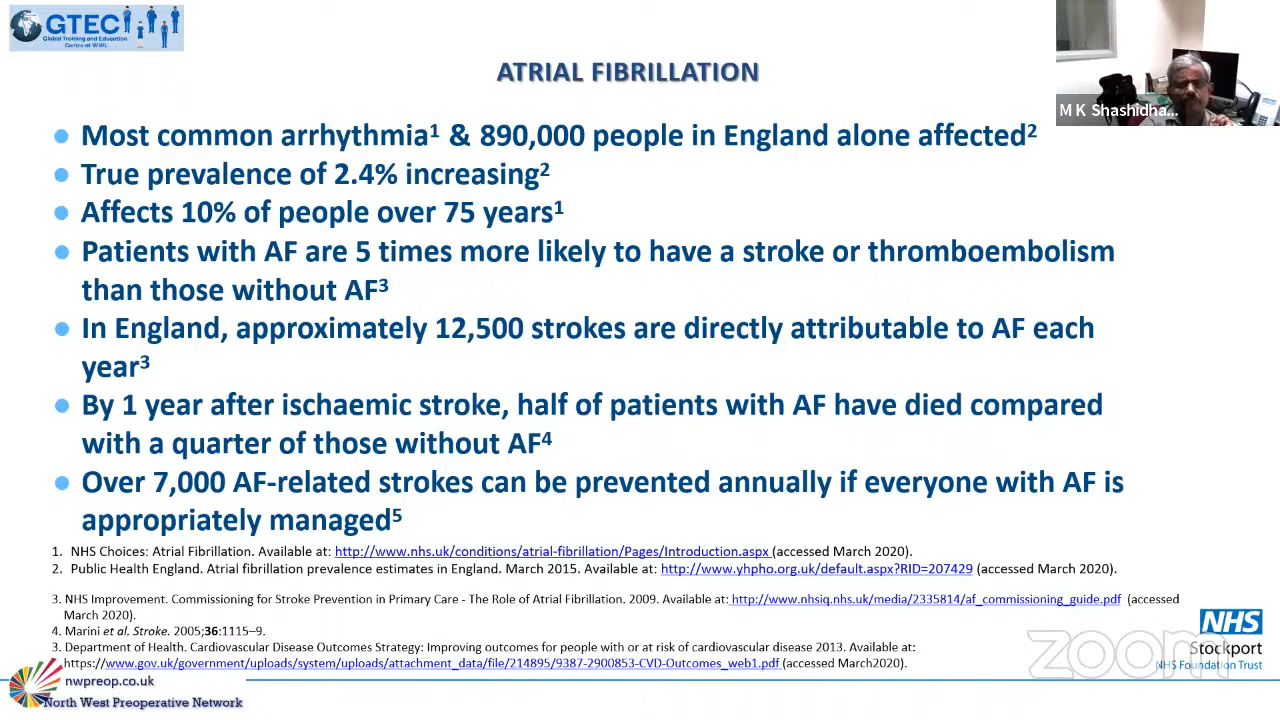 GTEC
Global Training and Education
Centre at WWL
ATRIAL FIBRILLATION
M K Shashidha...
● Most common arrhythmia¹ & 890,000 people in England alone affected²
● True prevalence of 2.4% increasing²
● Affects 10% of people over 75 years¹
● Patients with AF are 5 times more likely to have a stroke or thromboembolism
than those without AF³
● In England, approximately 12,500 strokes are directly attributable to AF each
year³
● By 1 year after ischaemic stroke, half of patients with AF have died compared
with a quarter of those without AF⁴
● Over 7,000 AF-related strokes can be prevented annually if everyone with AF is
appropriately managed⁵
1. NHS Choices: Atrial Fibrillation. Available at: http://www.nhs.uk/conditions/atrial-fibrillation/Pages/Introduction.aspx (accessed March 2020).
2. Public Health England. Atrial fibrillation prevalence estimates in England. March 2015. Available at: http://www.yhpho.org.uk/default.aspx?RID=207429 (accessed March 2020).
3. NHS Improvement. Commissioning for Stroke Prevention in Primary Care - The Role of Atrial Fibrillation. 2009. Available at: http://www.nhsiq.nhs.uk/media/2335814/af_commissioning_guide.pdf (accessed
March 2020).
4. Marini et al. Stroke. 2005;36:1115–9.
3. Department of Health. Cardiovascular Disease Outcomes Strategy: Improving outcomes for people with or at risk of cardiovascular disease 2013. Available at:
https://www.gov.uk/government/uploads/system/uploads/attachment_data/file/214895/9387-2900853-CVD-Outcomes_web1.pdf (accessed March2020).
NHS
Stockport
NHS Foundation Trust
zoom
nwpreop.co.uk
North West Preoperative Network